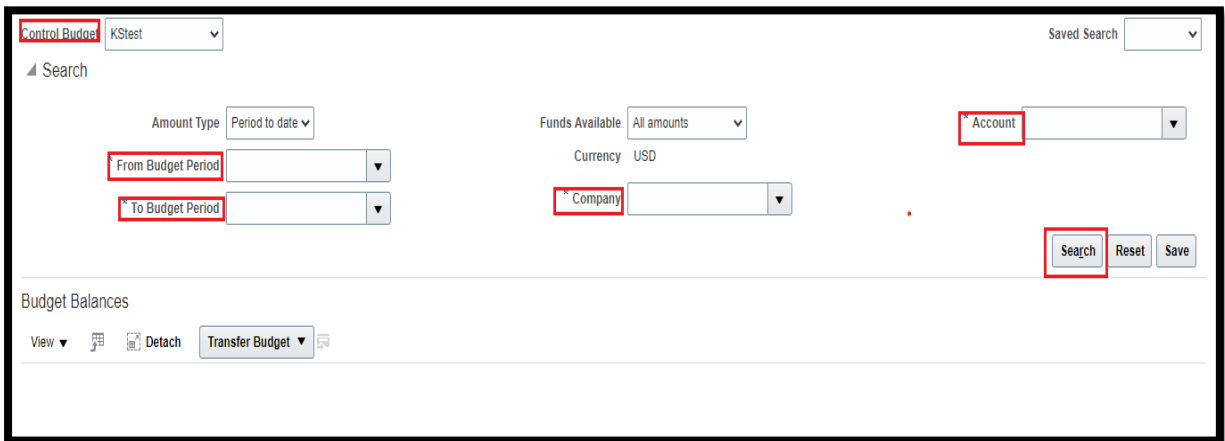 Control Budget KStest Saved Search
Search
Amount Type Period to date Funds Available All amounts * Account
* From Budget Period Currency USD
* To Budget Period * Company
Search Reset Save
Budget Balances
View Detach Transfer Budget